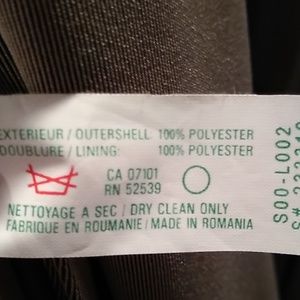 EXTERIEUR / OUTERSHELL 100% POLYESTER
DOUBLURE / LINING: 100% POLYESTER
CA 07101
RN 52539
NETTOYAGE A SEC / DRY CLEAN ONLY
FABRIQUE EN ROUMANIE / MADE IN ROMANIA
S00-L002